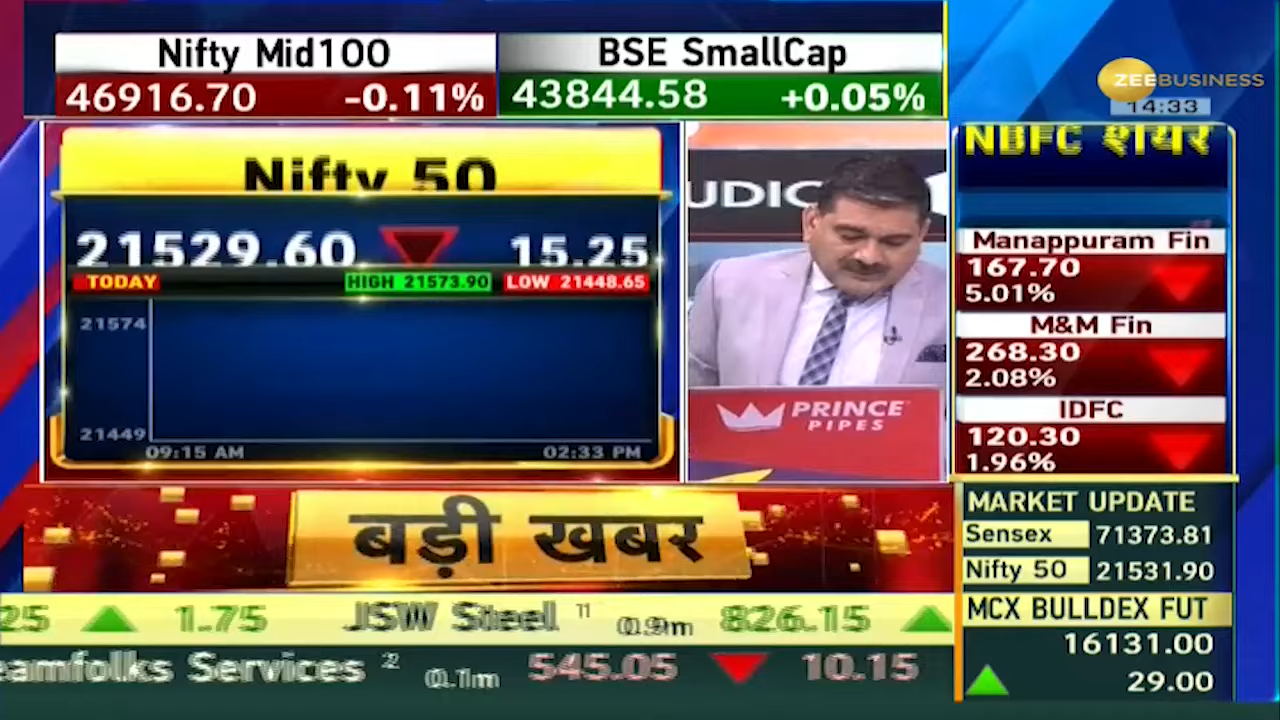 Nifty Mid100
46916.70 -0.11%
BSE SmallCap
43844.58 +0.05%
ZEEBUSINESS
14:33
Nifty 50
21529.60 15.25
TODAY HIGH 21573.90 LOW 21448.65
21574
21449
09:15 AM 02:33 PM
UDIO
PRINCE
PIPES
NBFC शेयर
Manappuram Fin
167.70
5.01%
M&M Fin
268.30
2.08%
IDFC
120.30
1.96%
MARKET UPDATE
Sensex 71373.81
Nifty 50 21531.90
MCX BULLDEX FUT
16131.00
29.00
बड़ी खबर
25 1.75 JSW Steel 11 0.9m 826.15
eamfolks Services 22 0.1m 545.05 10.15